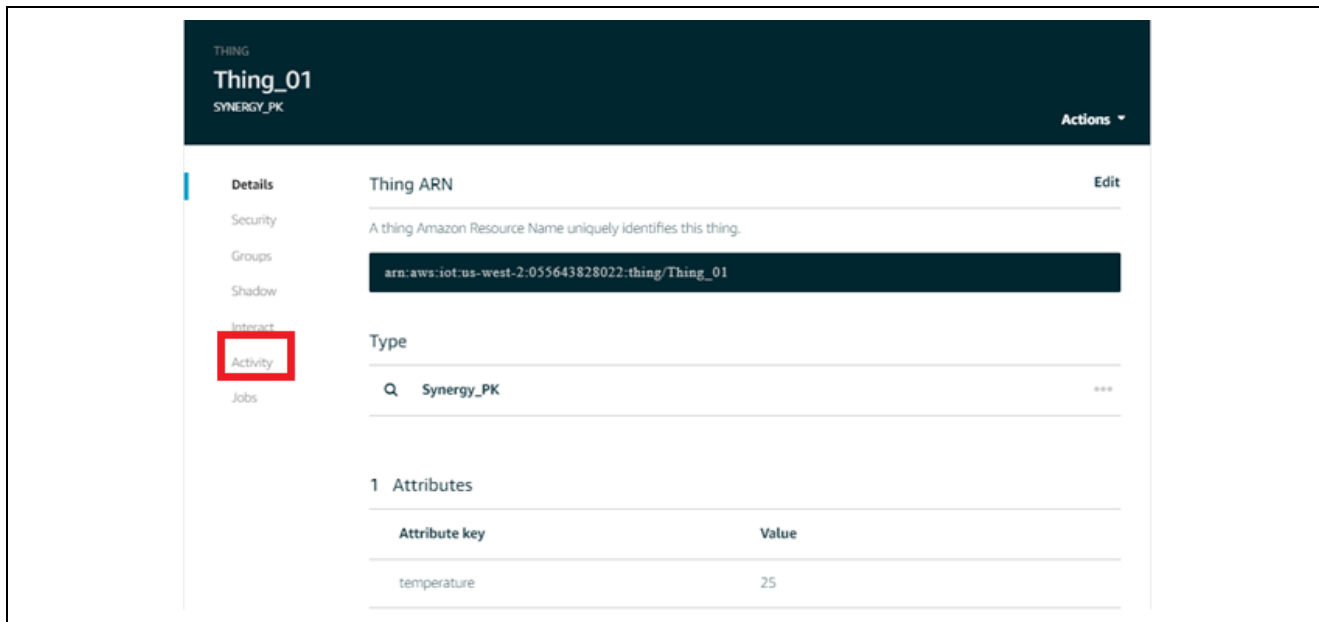 THING
Thing_01
SYNERGY_PK
Actions
Details
Security
Groups
Shadow
Interact
Activity
Jobs
Thing ARN
Edit
A thing Amazon Resource Name uniquely identifies this thing.
arn:aws:iot:us-west-2:055643828022:thing/Thing_01
Type
Synergy_PK
1 Attributes
Attribute key Value
temperature 25